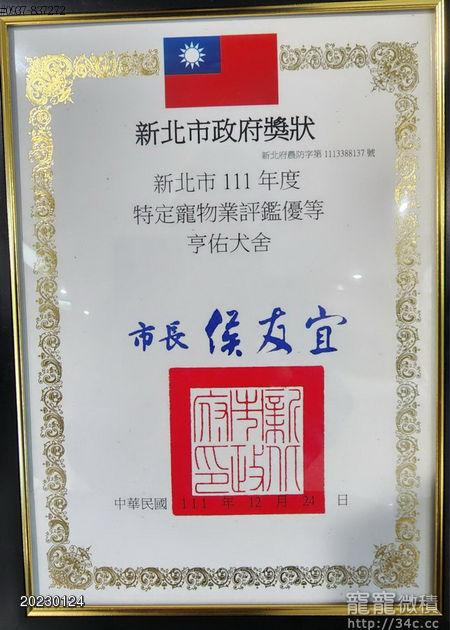 #0937-837272
新北市政府獎狀
新北府農防字第 1113388137 號
新北市 111 年度
特定寵物業評鑑優等
亨佑犬舍
市長 侯友宜
新北市政府印
中華民國 111 年 12 月 24 日
20230124
寵寵微積
http://34c.cc